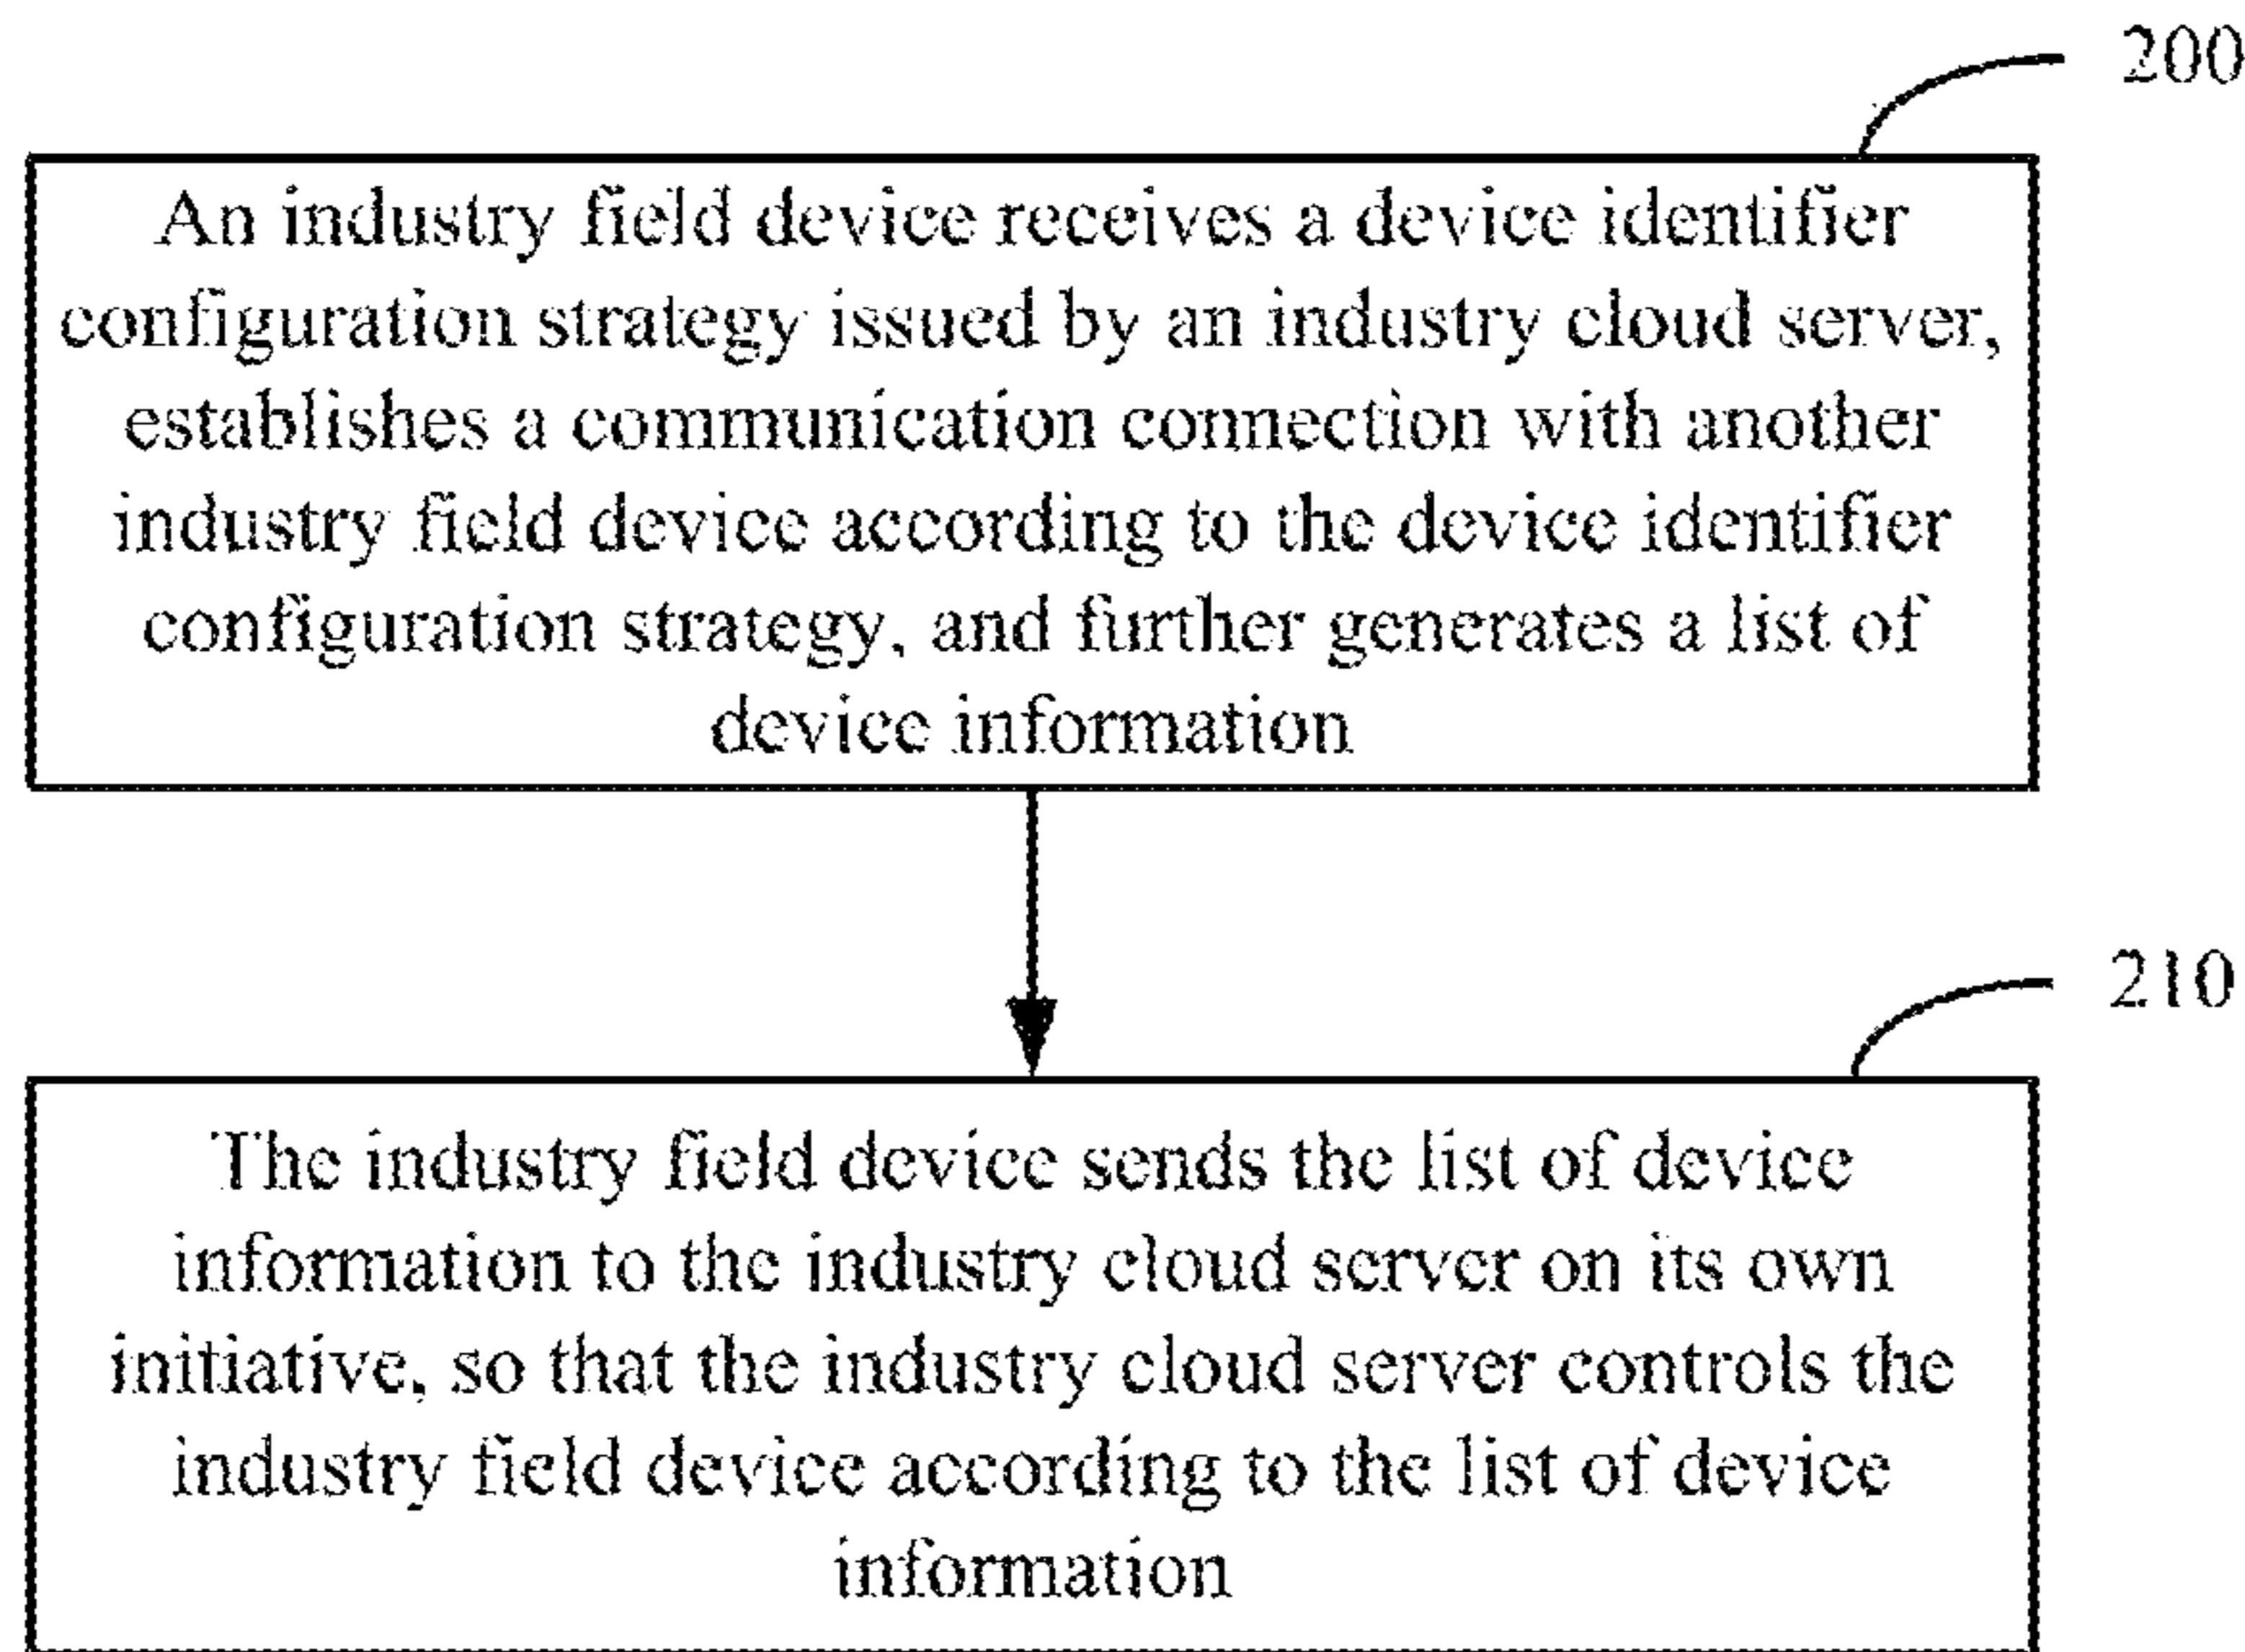 200
An industry field device receives a device identifier
configuration strategy issued by an industry cloud server,
establishes a communication connection with another
industry field device according to the device identifier
configuration strategy, and further generates a list of
device information
210
The industry field device sends the list of device
information to the industry cloud server on its own
initiative, so that the industry cloud server controls the
industry field device according to the list of device
information